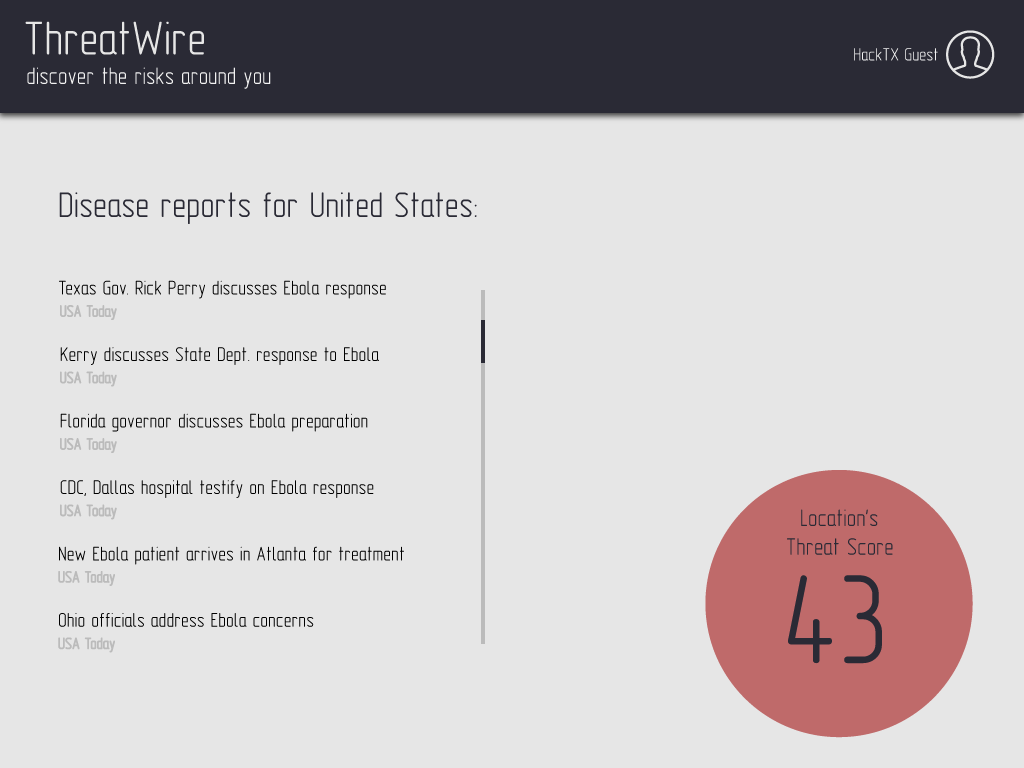 ThreatWire
discover the risks around you
HackTX Guest
Disease reports for United States:
Texas Gov. Rick Perry discusses Ebola response
USA Today
Kerry discusses State Dept. response to Ebola
USA Today
Florida governor discusses Ebola preparation
USA Today
CDC, Dallas hospital testify on Ebola response
USA Today
New Ebola patient arrives in Atlanta for treatment
USA Today
Ohio officials address Ebola concerns
USA Today
Location's
Threat Score
43